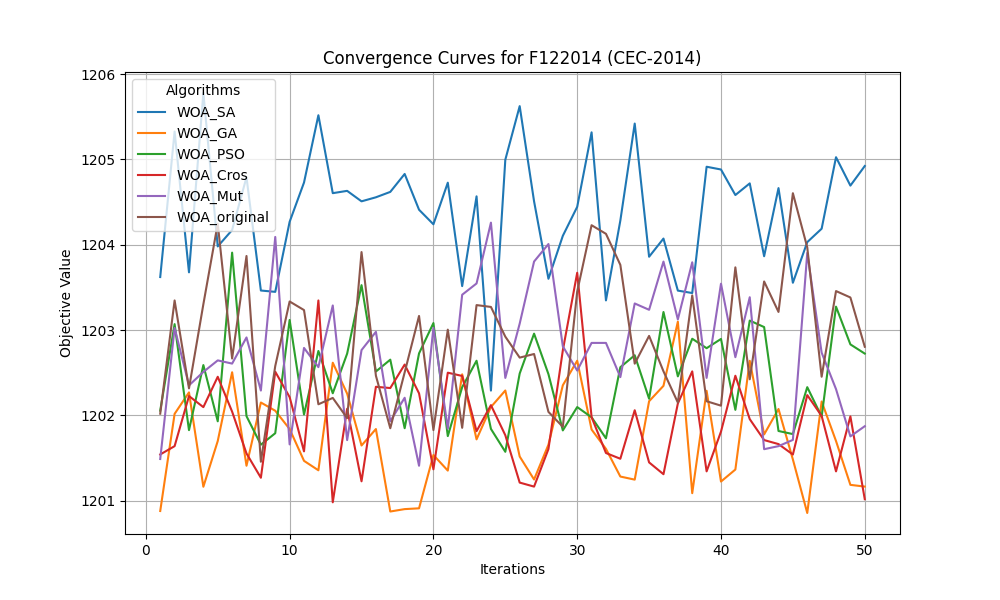 Convergence Curves for F122014 (CEC-2014)
1206
1205
1204
1203
1202
1201
Objective Value
Algorithms
WOA_SA
WOA_GA
WOA_PSO
WOA_Cros
WOA_Mut
WOA_original
0
10
20
30
40
50
Iterations